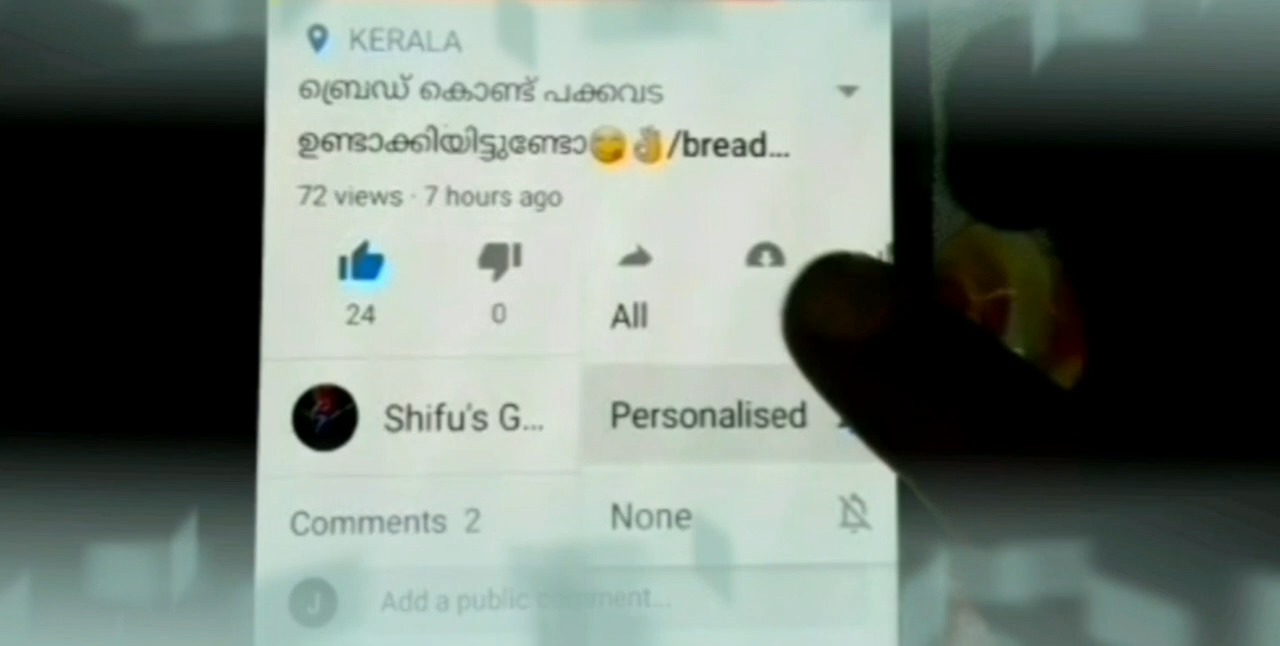 KERALA
ബ്രെഡ് കൊണ്ട് പക്കവട
ഉണ്ടാക്കിയിട്ടുണ്ടോ😋👌/bread...
72 views · 7 hours ago
24 0 All
Shifu's G... Personalised
Comments 2 None
J Add a public comment...